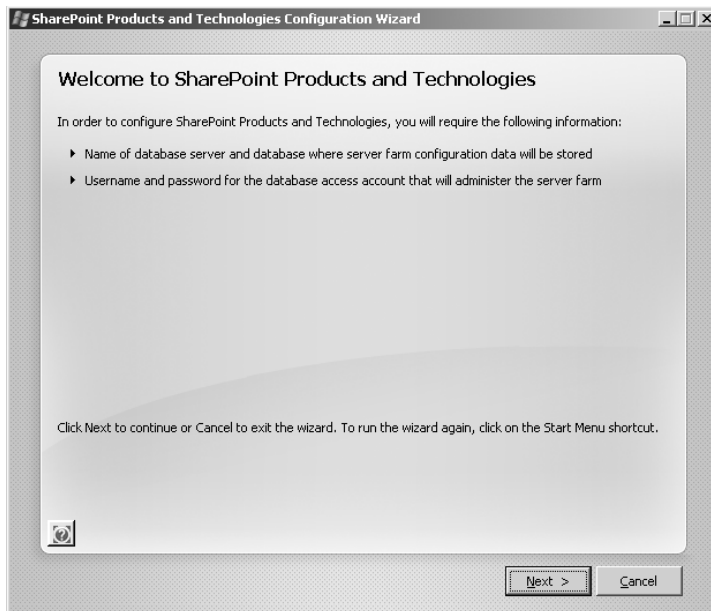 SharePoint Products and Technologies Configuration Wizard
Welcome to SharePoint Products and Technologies
In order to configure SharePoint Products and Technologies, you will require the following information:
Name of database server and database where server farm configuration data will be stored
Username and password for the database access account that will administer the server farm
Click Next to continue or Cancel to exit the wizard. To run the wizard again, click on the Start Menu shortcut.
Next >
Cancel